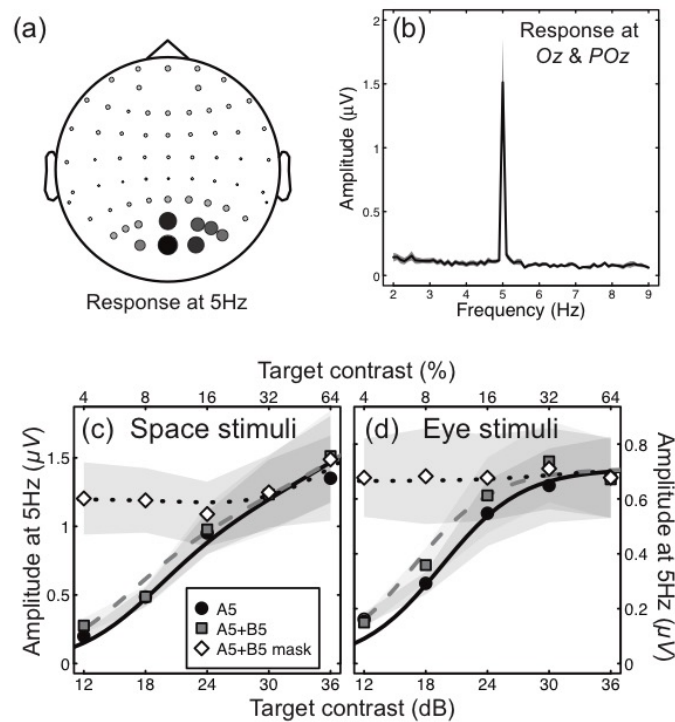 (a)
Response at 5Hz
(b)
Response at
Oz & POz
Amplitude (μV)
2
1.5
1
0.5
0
2 3 4 5 6 7 8 9
Frequency (Hz)
Target contrast (%)
4 8 16 32 64
4 8 16 32 64
(c) Space stimuli
Amplitude at 5Hz (μV)
1.5
1
0.5
0
A5
A5+B5
A5+B5 mask
12 18 24 30 36
(d) Eye stimuli
0.8
0.6
0.4
0.2
0
Amplitude at 5Hz (μV)
12 18 24 30 36
Target contrast (dB)